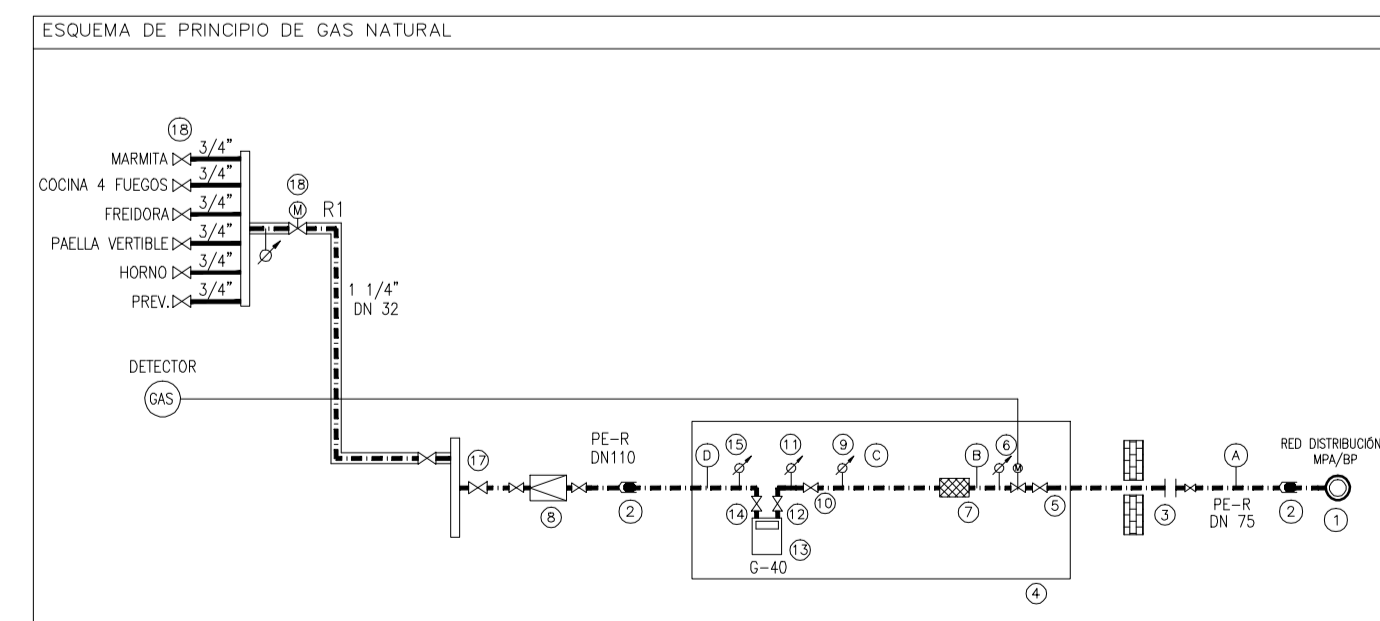 ESQUEMA DE PRINCIPIO DE GAS NATURAL
18
MARMITA 3/4"
COCINA 4 FUEGOS 3/4"
FREIDORA 3/4"
PAELLA VERTIBLE 3/4"
HORNO 3/4"
PREV. 3/4"
18
M
R1
1 1/4"
DN 32
DETECTOR
GAS
17
8
PE-R
DN110
2
D
15
11
9
C
B
6
M
14
12
10
7
5
13
G-40
4
3
A
PE-R
DN 75
2
RED DISTRIBUCIÓN
MPA/BP
1